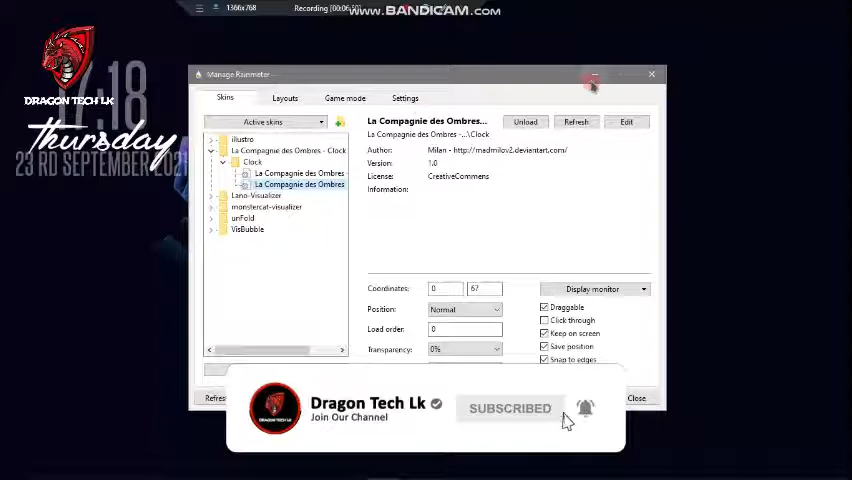 1366x768 Recording [00:06:50]
www.BANDICAM.com
DRAGON TECH LK
17:18
Thursday
23 RD SEPTEMBER 2021
Manage Rainmeter
Skins Layouts Game mode Settings
Active skins
illustro
La Compagnie des Ombres - Clock
Clock
La Compagnie des Ombres -
La Compagnie des Ombres
Lano-Visualizer
monstercat-visualizer
unFold
VisBubble
La Compagnie des Ombres... Unload Refresh Edit
La Compagnie des Ombres -...\Clock
Author: Milan - http://madmilov2.deviantart.com/
Version: 1.0
License: CreativeCommons
Information:
Coordinates: 0 67 Display monitor
Position: Normal Draggable
Click through
Load order: 0 Keep on screen
Save position
Transparency: 0% Snap to edges
Close
Dragon Tech Lk
Join Our Channel
SUBSCRIBED